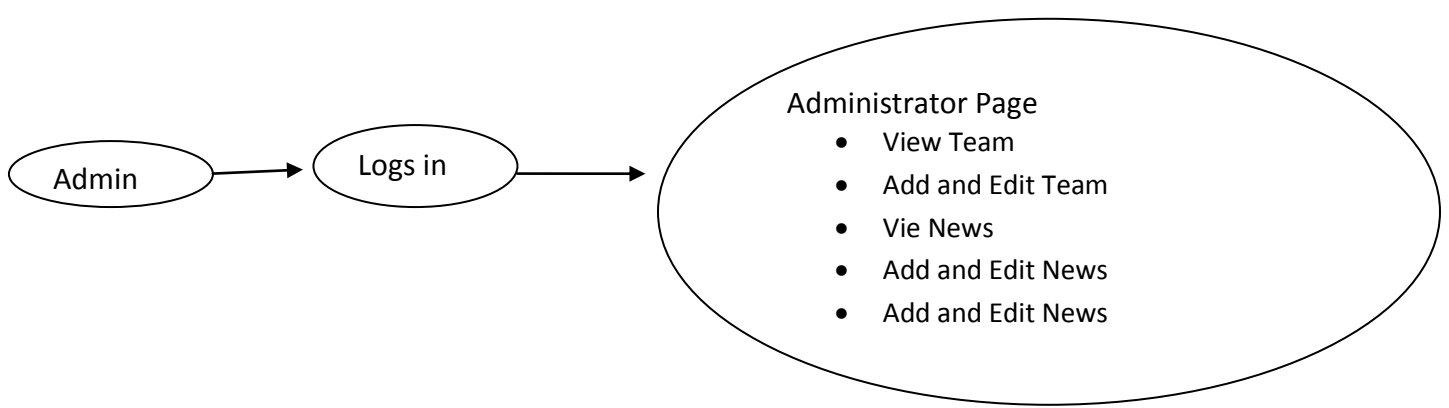 Admin
Logs in
Administrator Page
• View Team
• Add and Edit Team
• Vie News
• Add and Edit News
• Add and Edit News